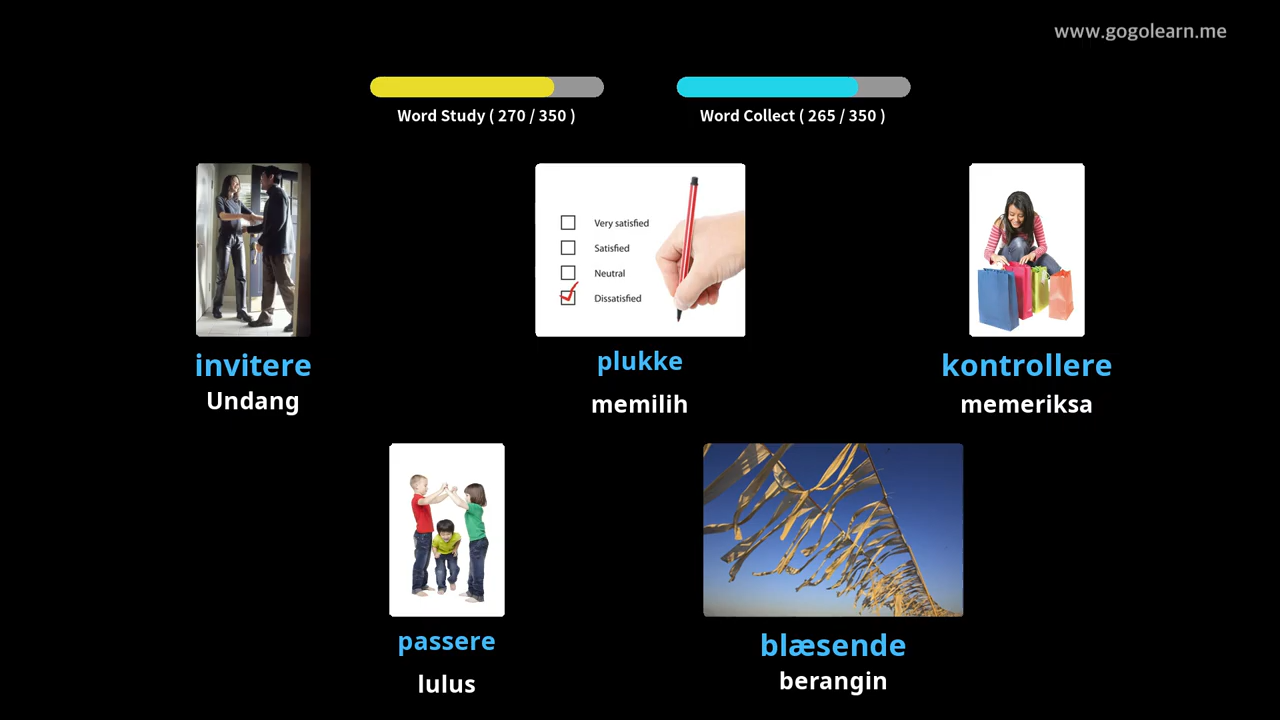 www.gogolearn.me
Word Study ( 270 / 350 )
Word Collect ( 265 / 350 )
Very satisfied
Satisfied
Neutral
Dissatisfied
invitere
Undang
plukke
memilih
kontrollere
memeriksa
passere
lulus
blæsende
berangin